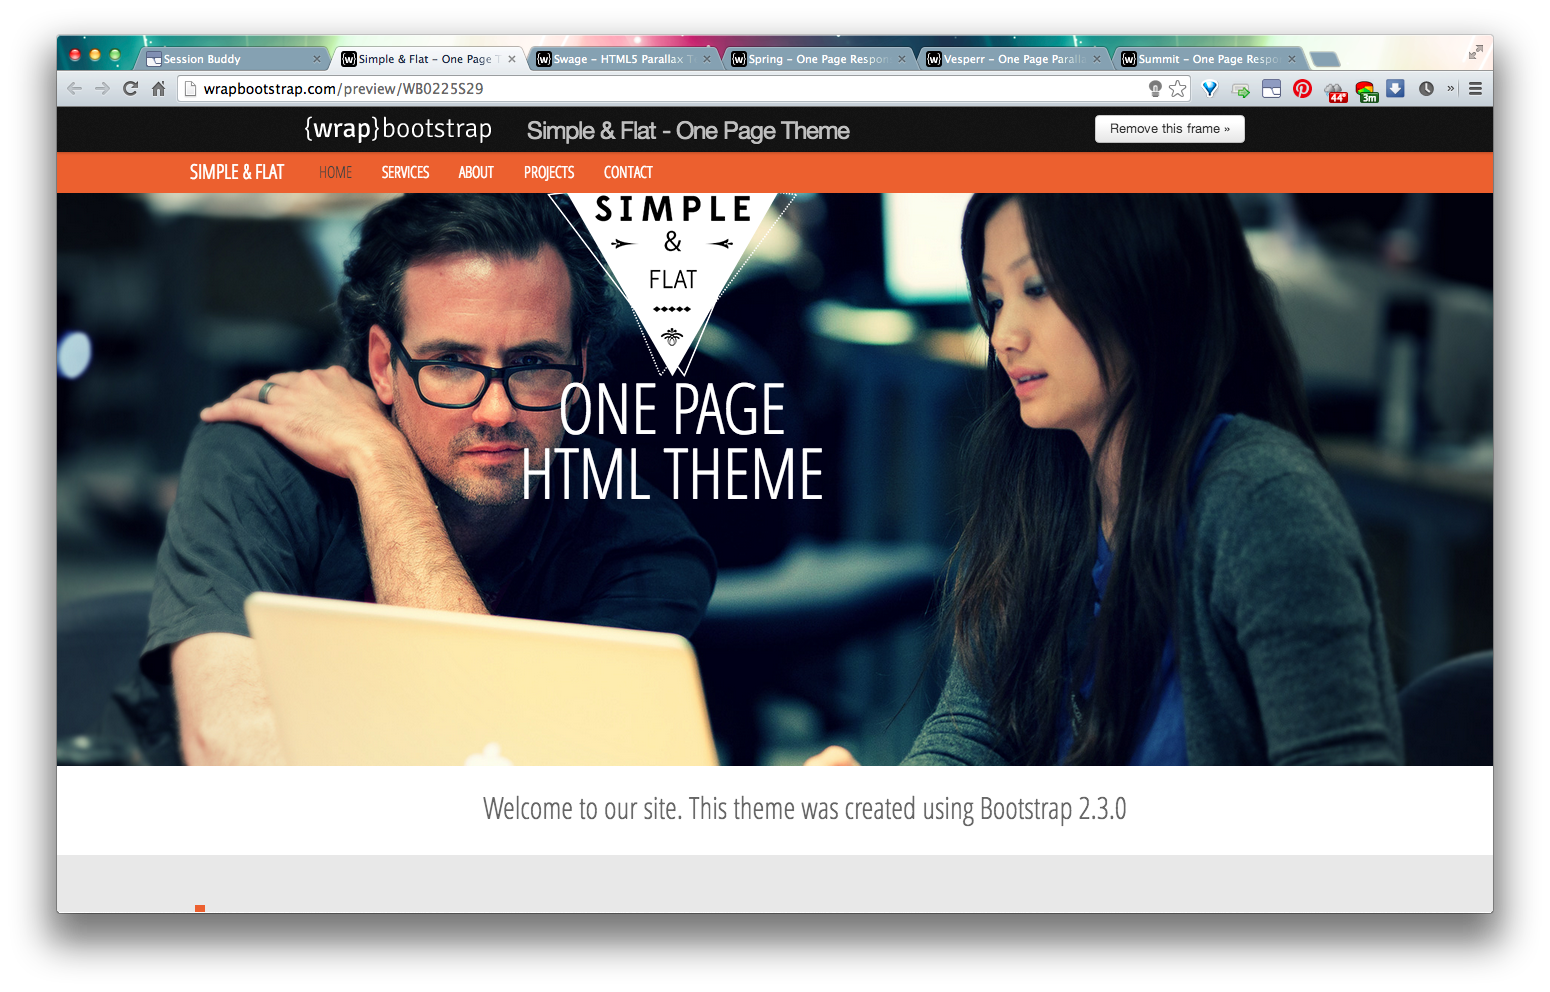 Session Buddy
Simple & Flat – One Page T
Swage – HTML5 Parallax T
Spring – One Page Respon
Vesperr – One Page Paralla
Summit – One Page Respo
wrapbootstrap.com/preview/WB0225S29
44°
3m
»
{wrap}bootstrap
Simple & Flat - One Page Theme
Remove this frame »
SIMPLE & FLAT HOME SERVICES ABOUT PROJECTS CONTACT
SIMPLE
&
FLAT
ONE PAGE
HTML THEME
Welcome to our site. This theme was created using Bootstrap 2.3.0